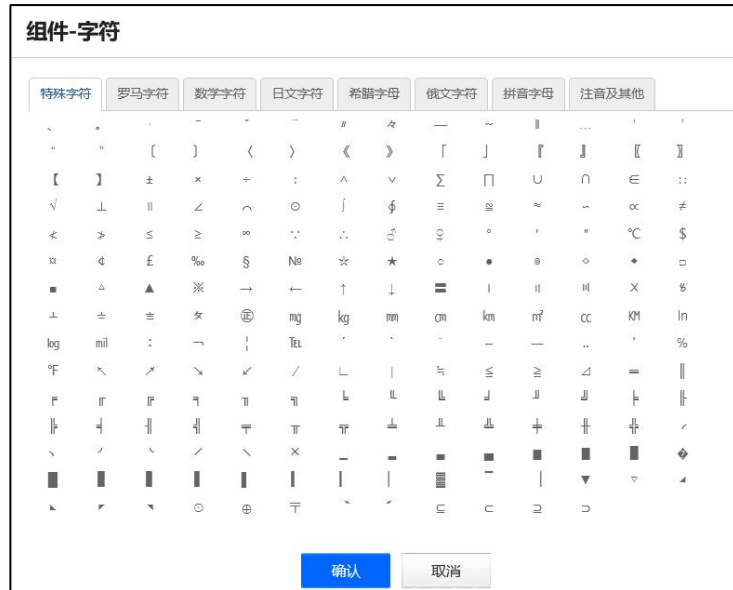 组件-字符
特殊字符 罗马字符 数学字符 日文字符 希腊字母 俄文字符 拼音字母 注音及其他
、 。 · ˉ ˇ ¨ 〃 々 — ~ ‖ … ‘ ’
“ ” 〔 〕 〈 〉 《 》 「 」 『 』 〖 〗
【 】 ± × ÷ ∶ ∧ ∨ ∑ ∏ ∪ ∩ ∈ ∷
√ ⊥ ∥ ∠ ⌒ ⊙ ∫ ∮ ≡ ≌ ≈ ∽ ∝ ≠
≮ ≯ ≤ ≥ ∞ ∵ ∴ ♂ ♀ ° ′ ″ ℃ $
¤ ¢ £ ‰ § № ☆ ★ ○ ● ◎ ◇ ◆ □
■ △ ▲ ※ → ← ↑ ↓ 〓 〡 〢 〣 〤 〥
㏒ mil ︰ ¬ ¦ ℡ ˊ ˋ ˙ – ― ‥ ‵ ℅
℉ ↖ ↗ ↘ ↙ ∕ ∟ ∣ ≒ ≦ ≧ ⊿ ═ ║
╒ ╓ ╔ ╕ ╖ ╗ ╘ ╙ ╚ ╛ ╜ ╝ ╞ ╟
╠ ╡ ╢ ╣ ╤ ╥ ╦ ╧ ╨ ╩ ╪ ╫ ╬ ╭
╮ ╯ ╰ ╱ ╲ ╳ ▁ ▂ ▃ ▄ ▅ ▆ ▇ �
█ ▉ ▊ ▋ ▌ ▍ ▎ ▏ ▓ ▔ ▕ ▼ ▽ ◢
◣ ◤ ◥ ☉ ⊕ 〒 〝 〞 ⊆ ⊂ ⊇ ⊃
确认 取消